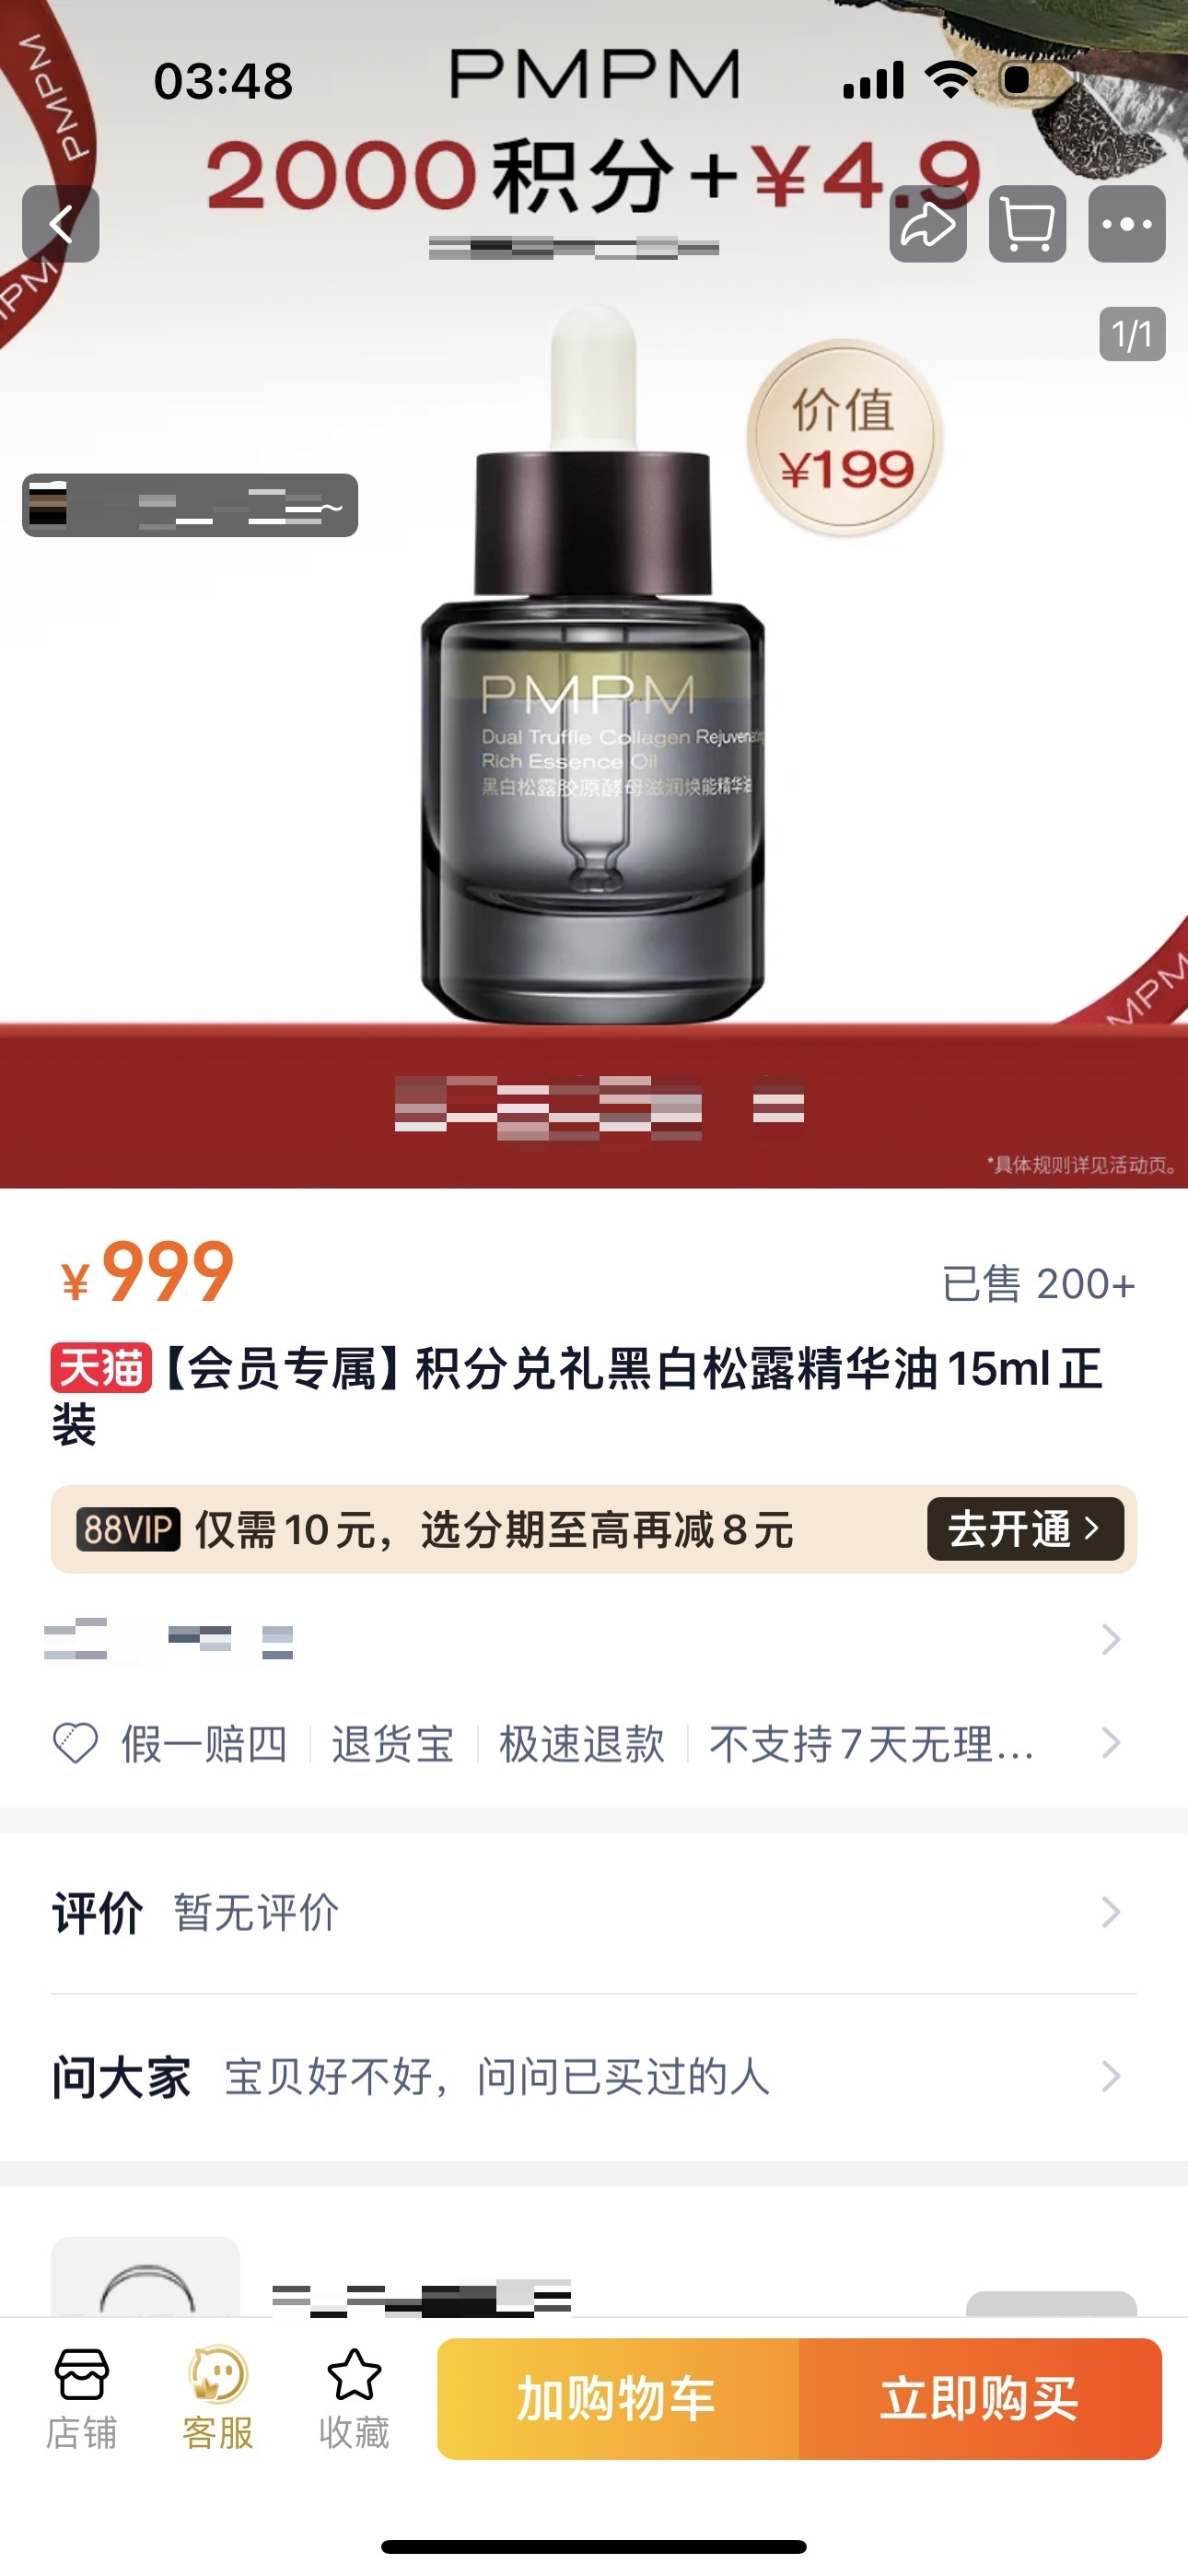 03:48
PMPM
PMPM
2000积分+¥4.9
PMPM
1/1
价值
¥199
PMPM
Dual Truffle Collagen Rejuvenating
Rich Essence Oil
黑白松露胶原酵母滋润焕能精华油
MPM
*具体规则详见活动页。
¥999
已售 200+
天猫【会员专属】积分兑礼黑白松露精华油15ml正
装
88VIP 仅需10元，选分期至高再减8元
去开通
假一赔四 退货宝 极速退款 不支持7天无理...
评价 暂无评价
问大家 宝贝好不好，问问已买过的人
店铺
客服
收藏
加购物车
立即购买